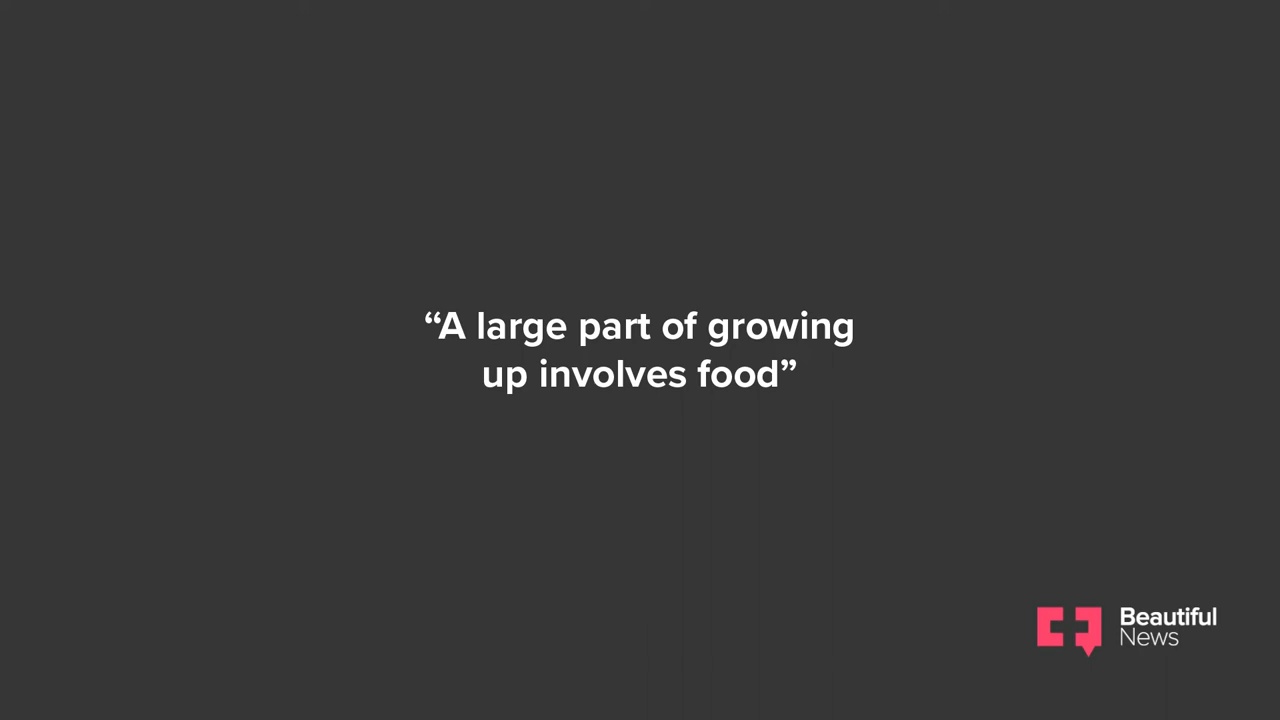 “A large part of growing
up involves food”
Beautiful
News